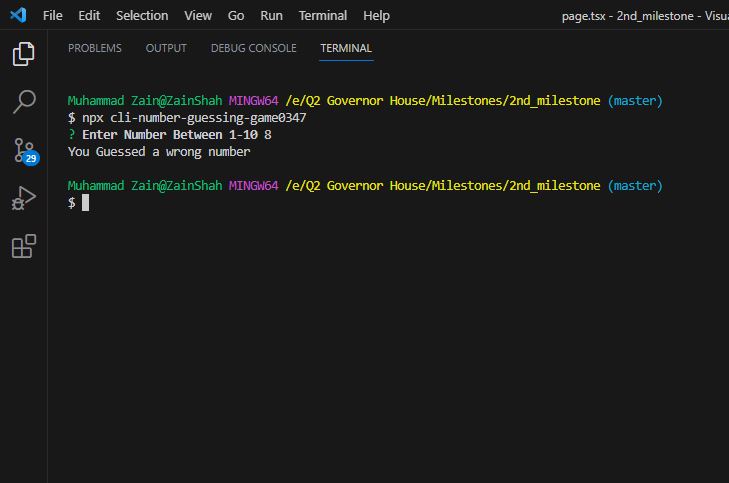 File Edit Selection View Go Run Terminal Help page.tsx - 2nd_milestone - Visua
PROBLEMS OUTPUT DEBUG CONSOLE TERMINAL
Muhammad Zain@ZainShah MINGW64 /e/Q2 Governor House/Milestones/2nd_milestone (master)
$ npx cli-number-guessing-game0347
? Enter Number Between 1-10 8
You Guessed a wrong number
29
Muhammad Zain@ZainShah MINGW64 /e/Q2 Governor House/Milestones/2nd_milestone (master)
$